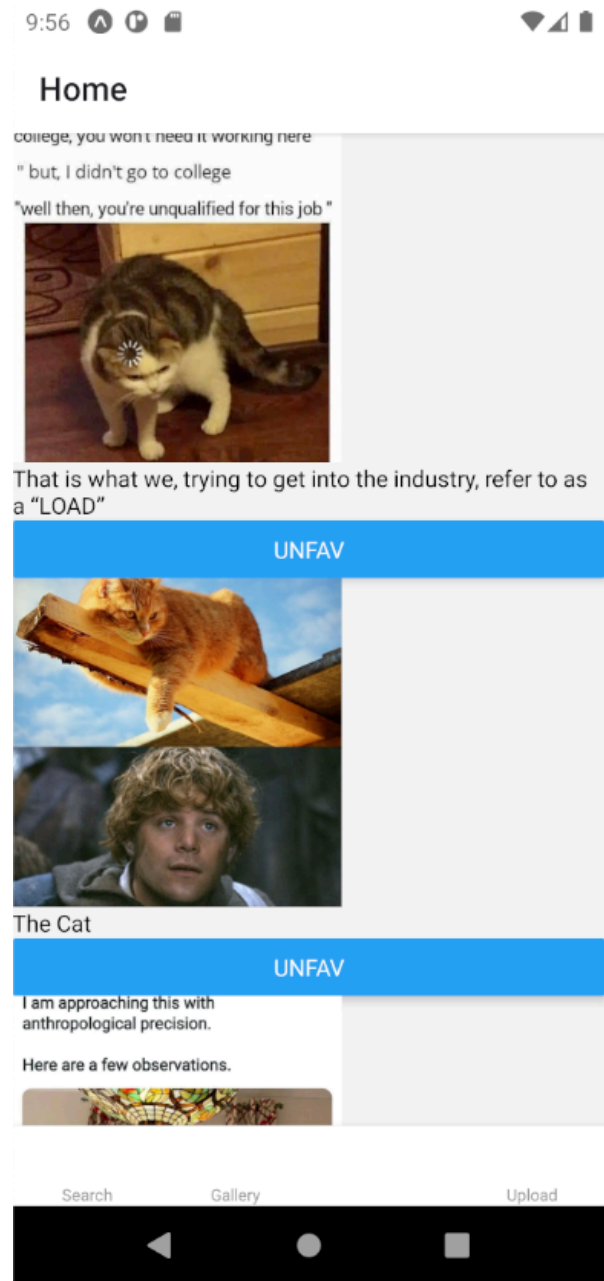 9:56
Home
college, you won't need it working here
" but, I didn't go to college
"well then, you're unqualified for this job "
That is what we, trying to get into the industry, refer to as
a “LOAD”
UNFAV
The Cat
UNFAV
I am approaching this with
anthropological precision.
Here are a few observations.
Search
Gallery
Upload